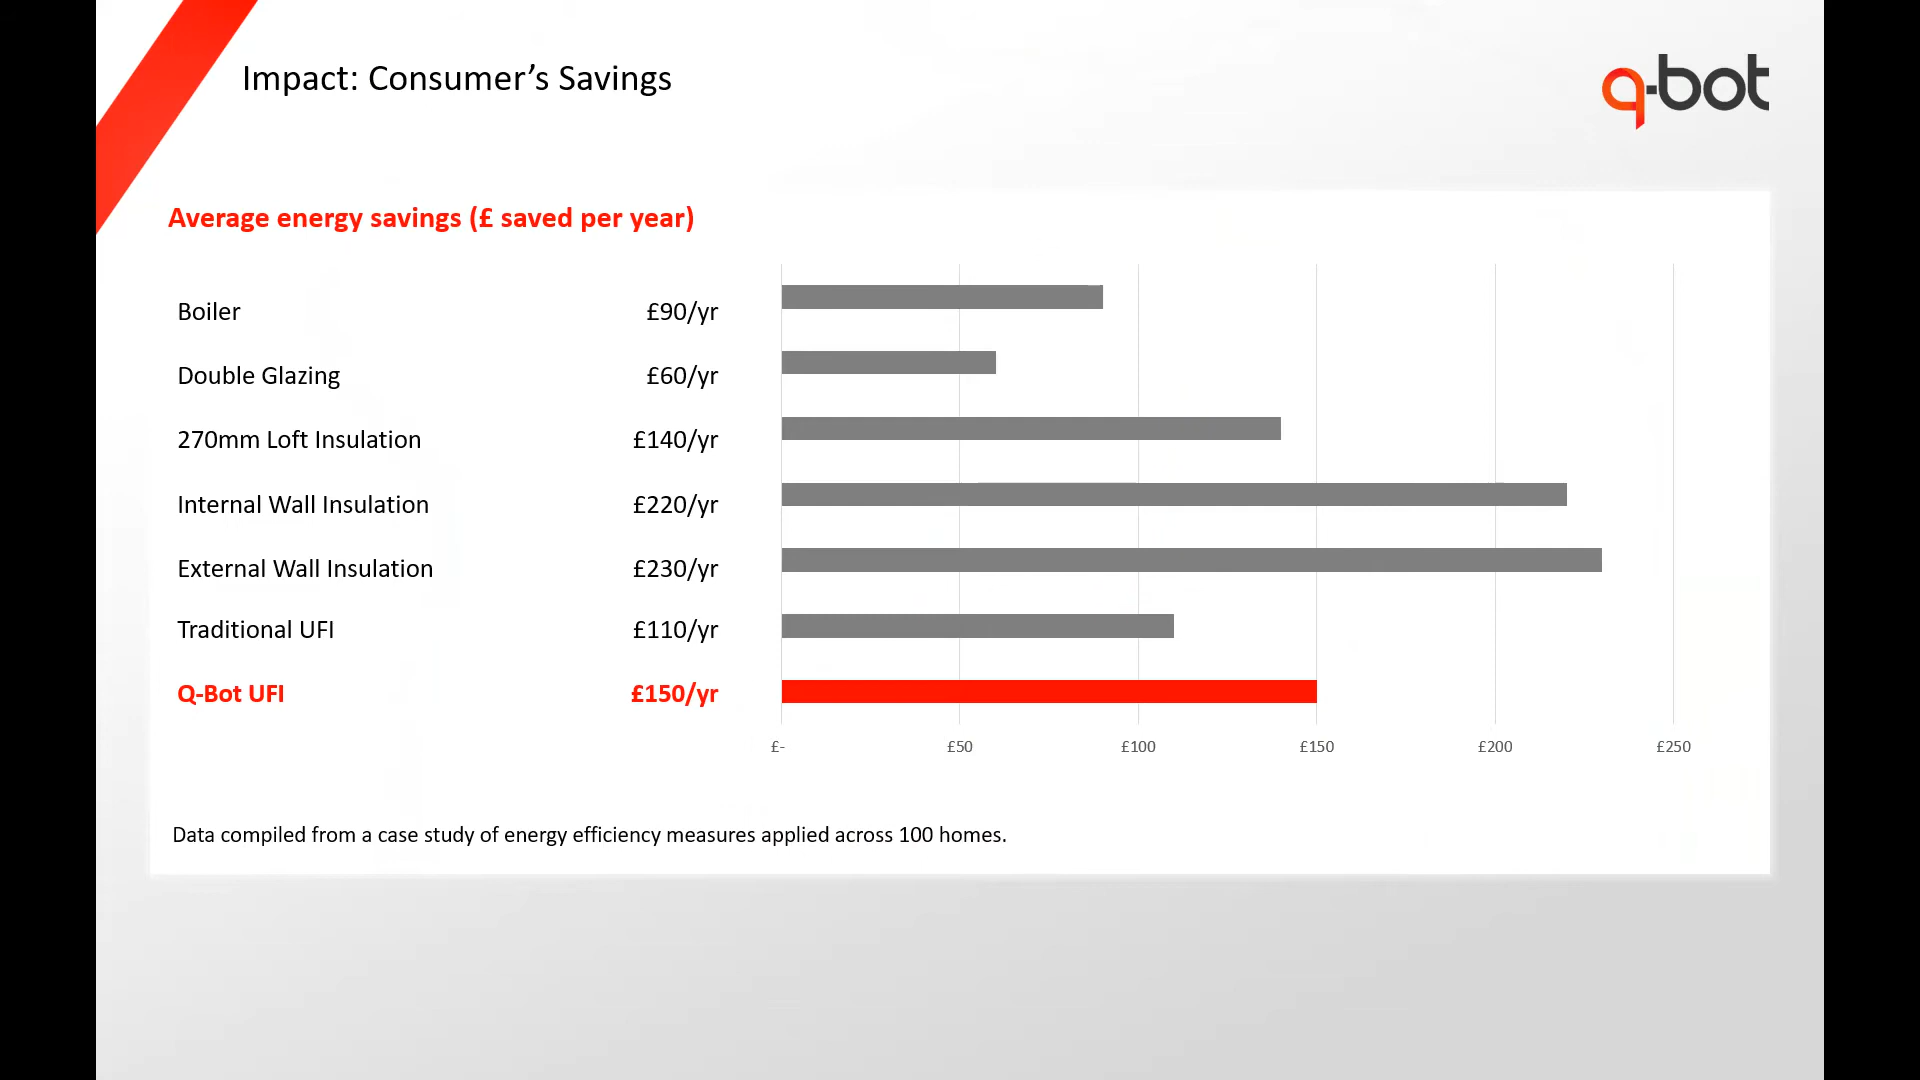 Impact: Consumer’s Savings
q-bot
Average energy savings (£ saved per year)
Boiler £90/yr
Double Glazing £60/yr
270mm Loft Insulation £140/yr
Internal Wall Insulation £220/yr
External Wall Insulation £230/yr
Traditional UFI £110/yr
Q-Bot UFI £150/yr
£- £50 £100 £150 £200 £250
Data compiled from a case study of energy efficiency measures applied across 100 homes.